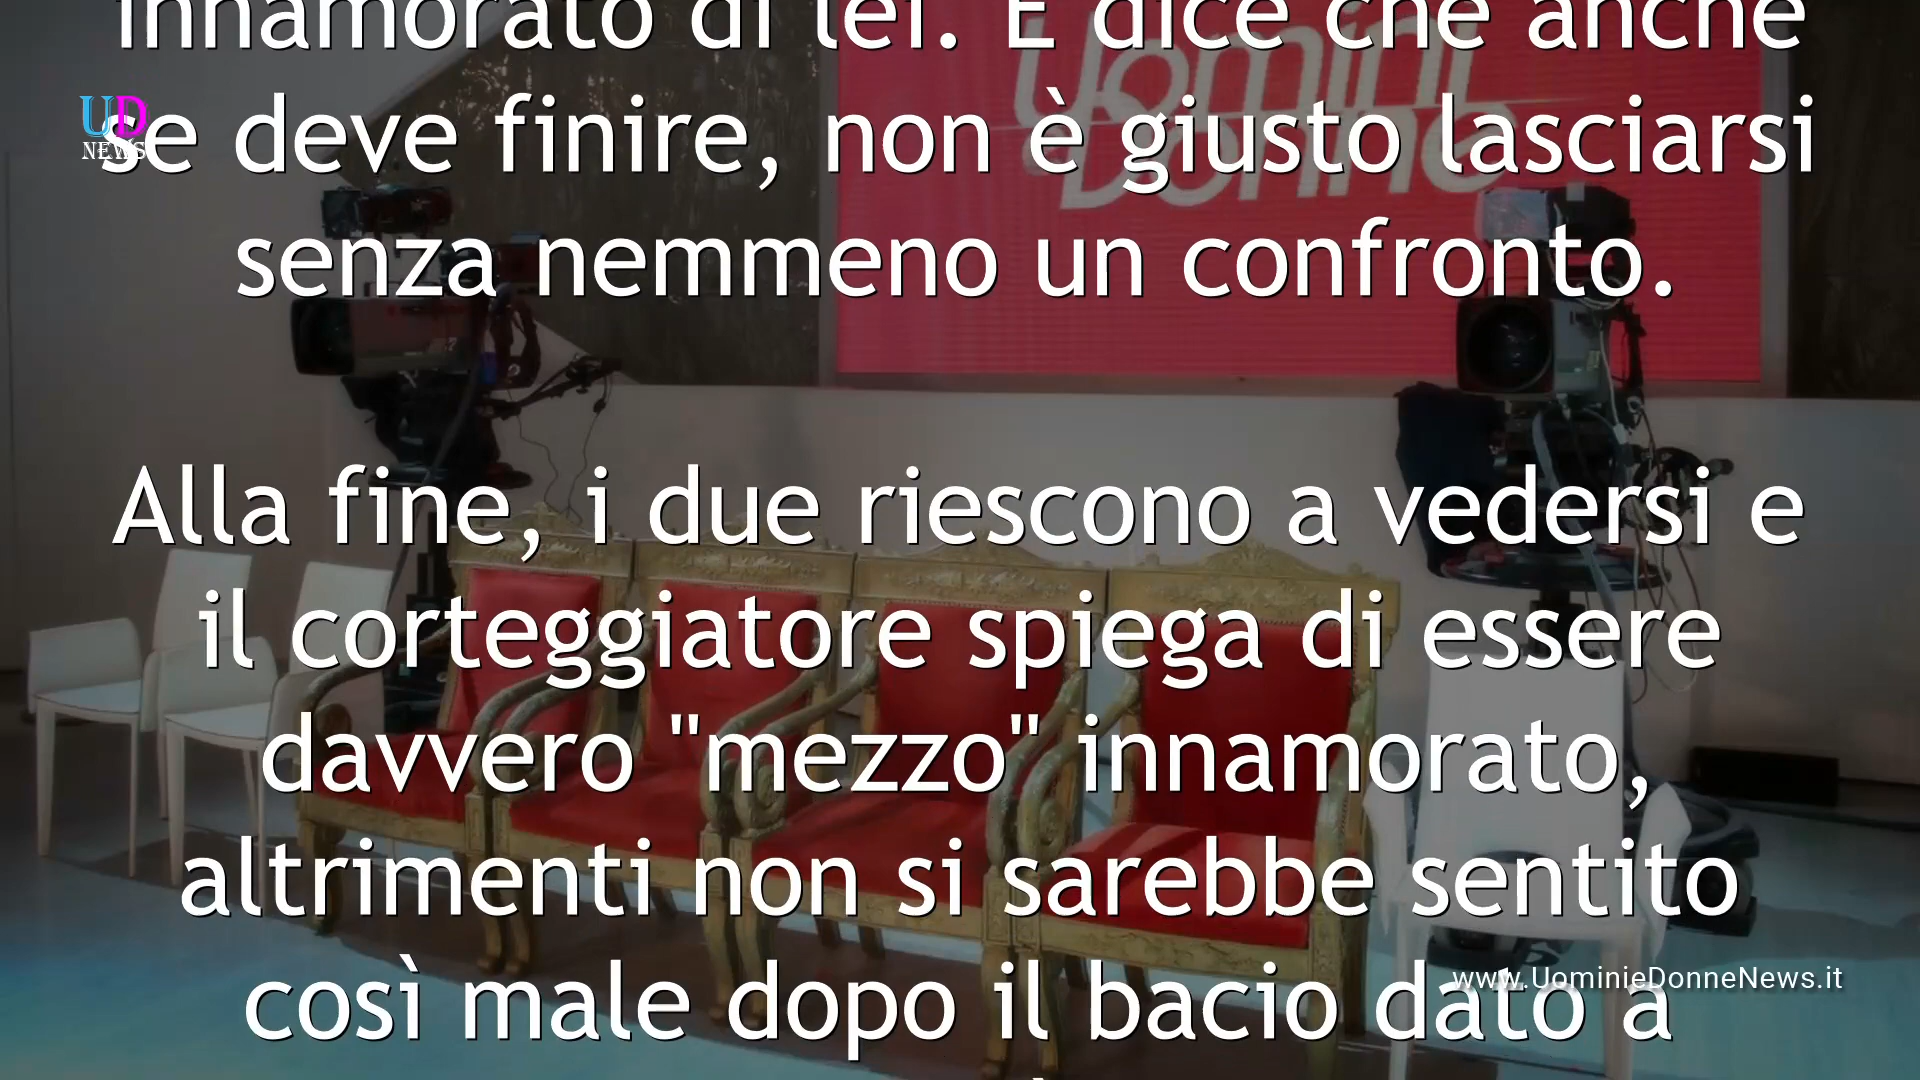 innamorato di lei. E dice che anche
se deve finire, non è giusto lasciarsi
senza nemmeno un confronto.
Alla fine, i due riescono a vedersi e
il corteggiatore spiega di essere
davvero "mezzo" innamorato,
altrimenti non si sarebbe sentito
così male dopo il bacio dato a
UD
NEWS
Uomini
Donne
www.UominieDonneNews.it